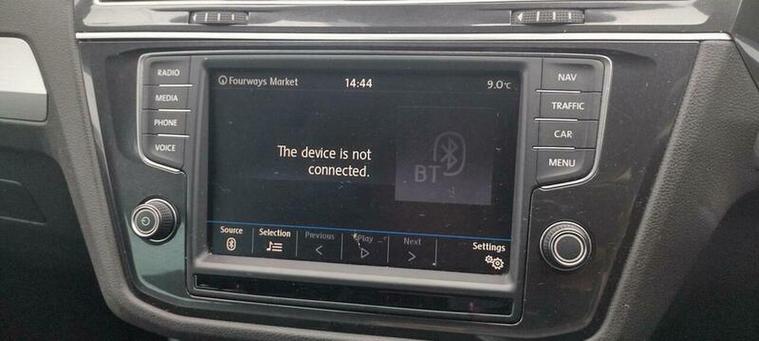 RADIO
MEDIA
PHONE
VOICE
Fourways Market 14:44 9.0°C
The device is not
connected.
BT
Source Selection Previous Play Next Settings
NAV
TRAFFIC
CAR
MENU